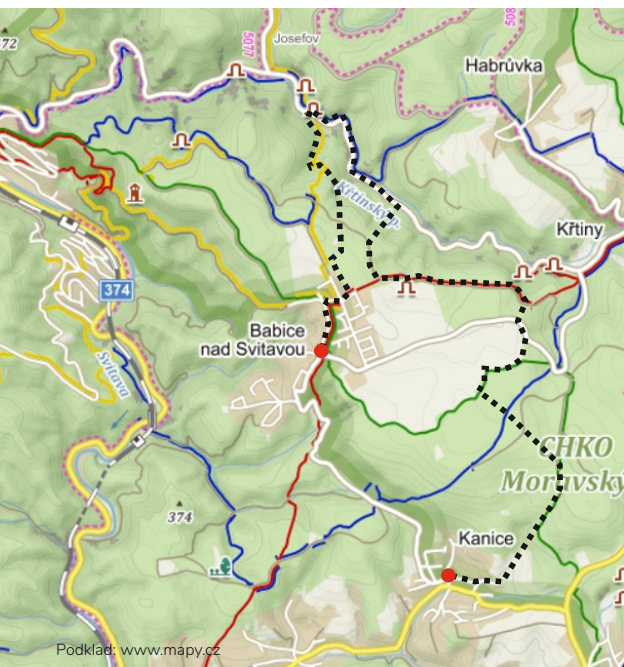 472
5077
Josefov
508
Habrůvka
Křtinský p.
Křtiny
374
Babice
nad Svitavou
Svitava
CHKO
Moravský
374
Kanice
Podklad: www.mapy.cz